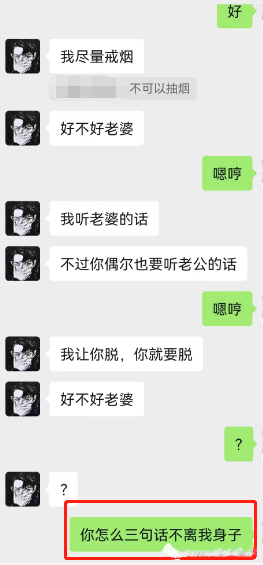 好
我尽量戒烟
不可以抽烟
好不好老婆
嗯哼
我听老婆的话
不过你偶尔也要听老公的话
嗯哼
我让你脱，你就要脱
好不好老婆
?
?
你怎么三句话不离我身子